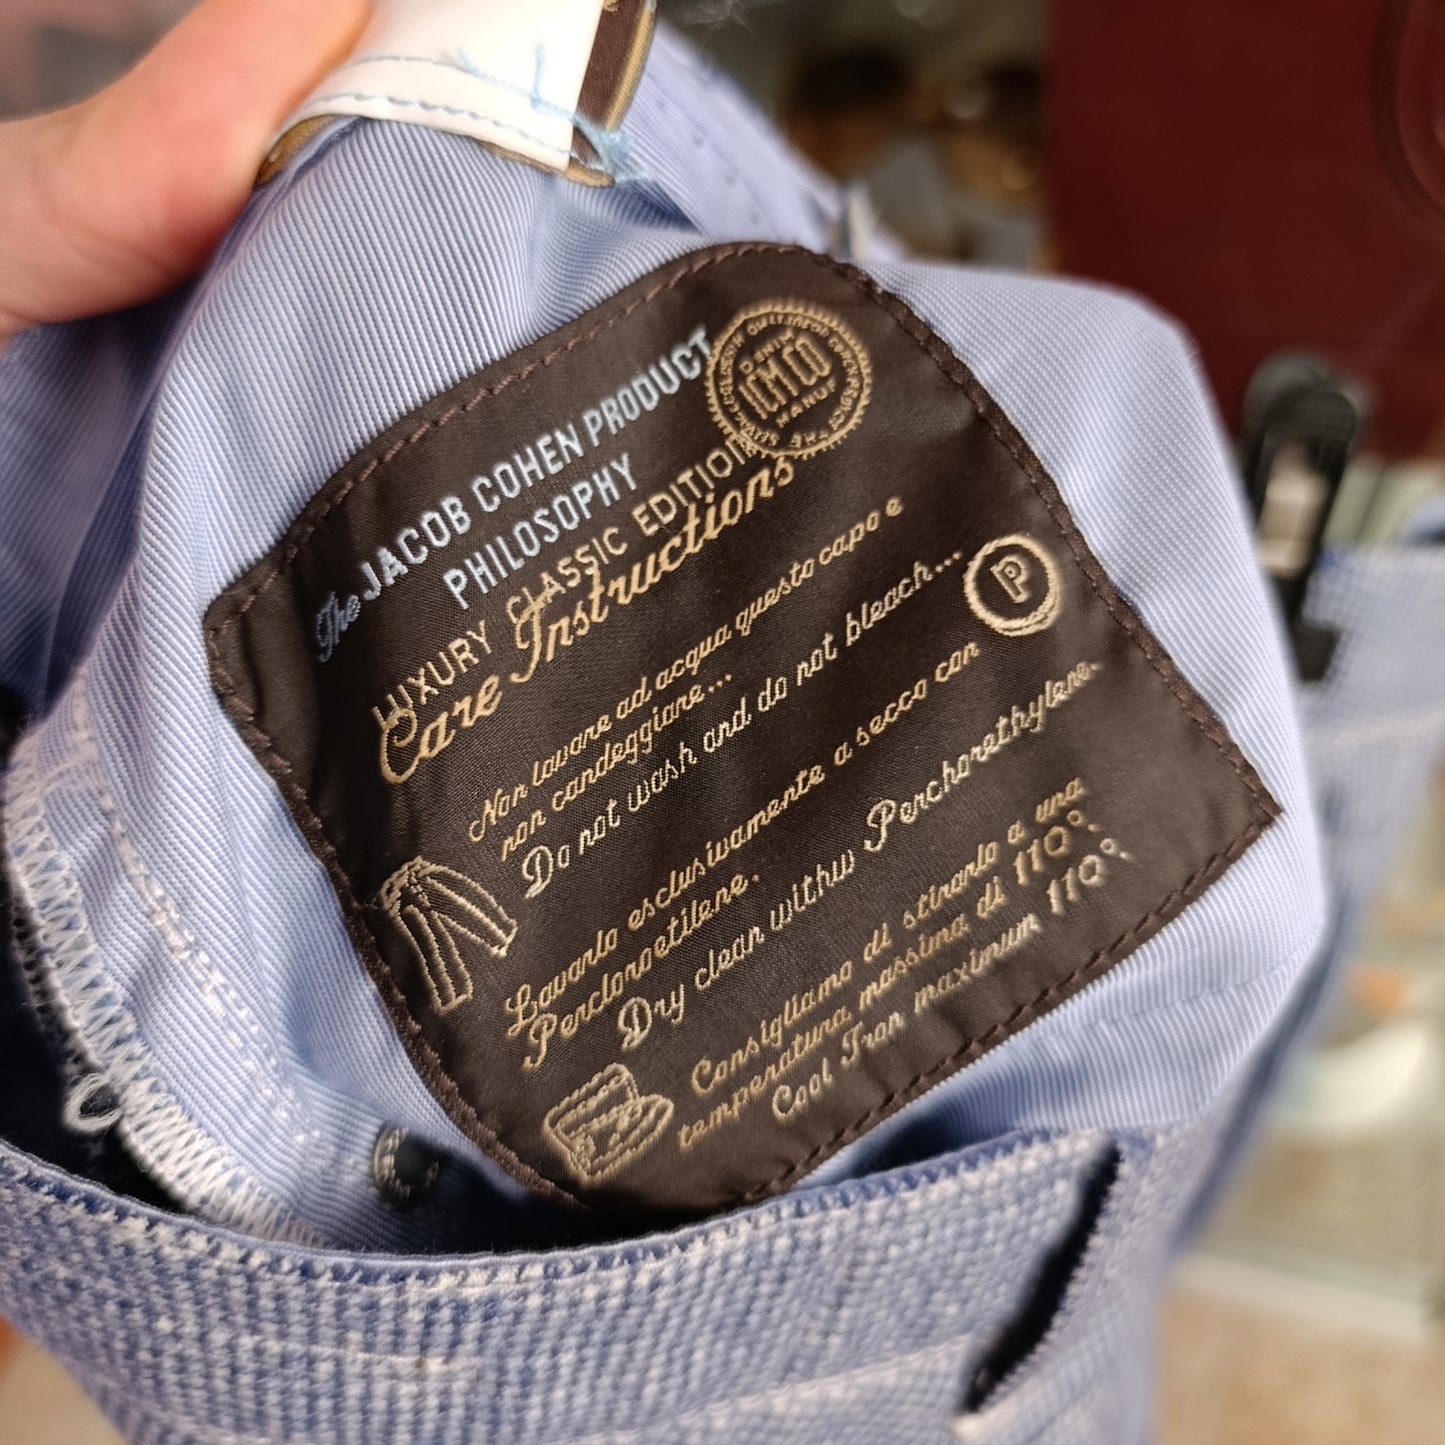 The JACOB COHEN PRODUCT
PHILOSOPHY
LUXURY CLASSIC EDITION
Care Instructions
Non lavare ad acqua questo capo e
non candeggiare...
Do not wash and do not bleach...
P
Lavarlo esclusivamente a secco con
Percloroetilene.
Dry clean withw Perchorethylene.
Consigliamo di stirarlo a una
temperatura massima di 110°.
Cool Iron maximum 110°.
MANUF